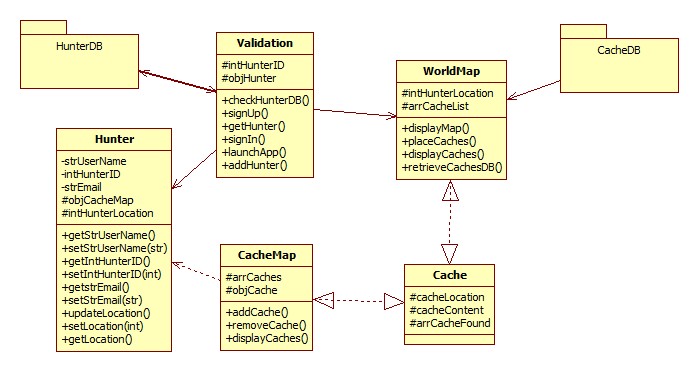 HunterDB
Validation
#intHunterID
#objHunter
+checkHunterDB()
+signUp()
+getHunter()
+signIn()
+launchApp()
+addHunter()
WorldMap
#intHunterLocation
#arrCacheList
+displayMap()
+placeCaches()
+displayCaches()
+retrieveCachesDB()
CacheDB
Hunter
-strUserName
-intHunterID
-strEmail
#objCacheMap
#intHunterLocation
+getStrUserName()
+setStrUserName(str)
+getIntHunterID()
+setIntHunterID(int)
+getstrEmail()
+setStrEmail(str)
+updateLocation()
+setLocation(int)
+getLocation()
CacheMap
#arrCaches
#objCache
+addCache()
+removeCache()
+displayCaches()
Cache
#cacheLocation
#cacheContent
#arrCacheFound